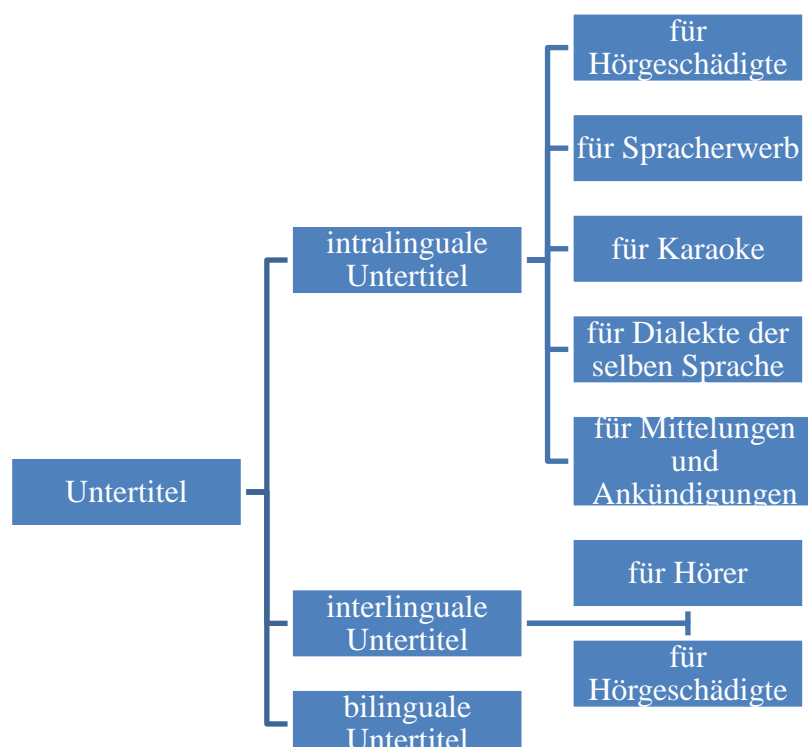 für
Hörgeschädigte
für Spracherwerb
intralinguale
Untertitel
für Karaoke
für Dialekte der
selben Sprache
für Mittelungen
und
Ankündigungen
Untertitel
für Hörer
interlinguale
Untertitel
für
Hörgeschädigte
bilinguale
Untertitel